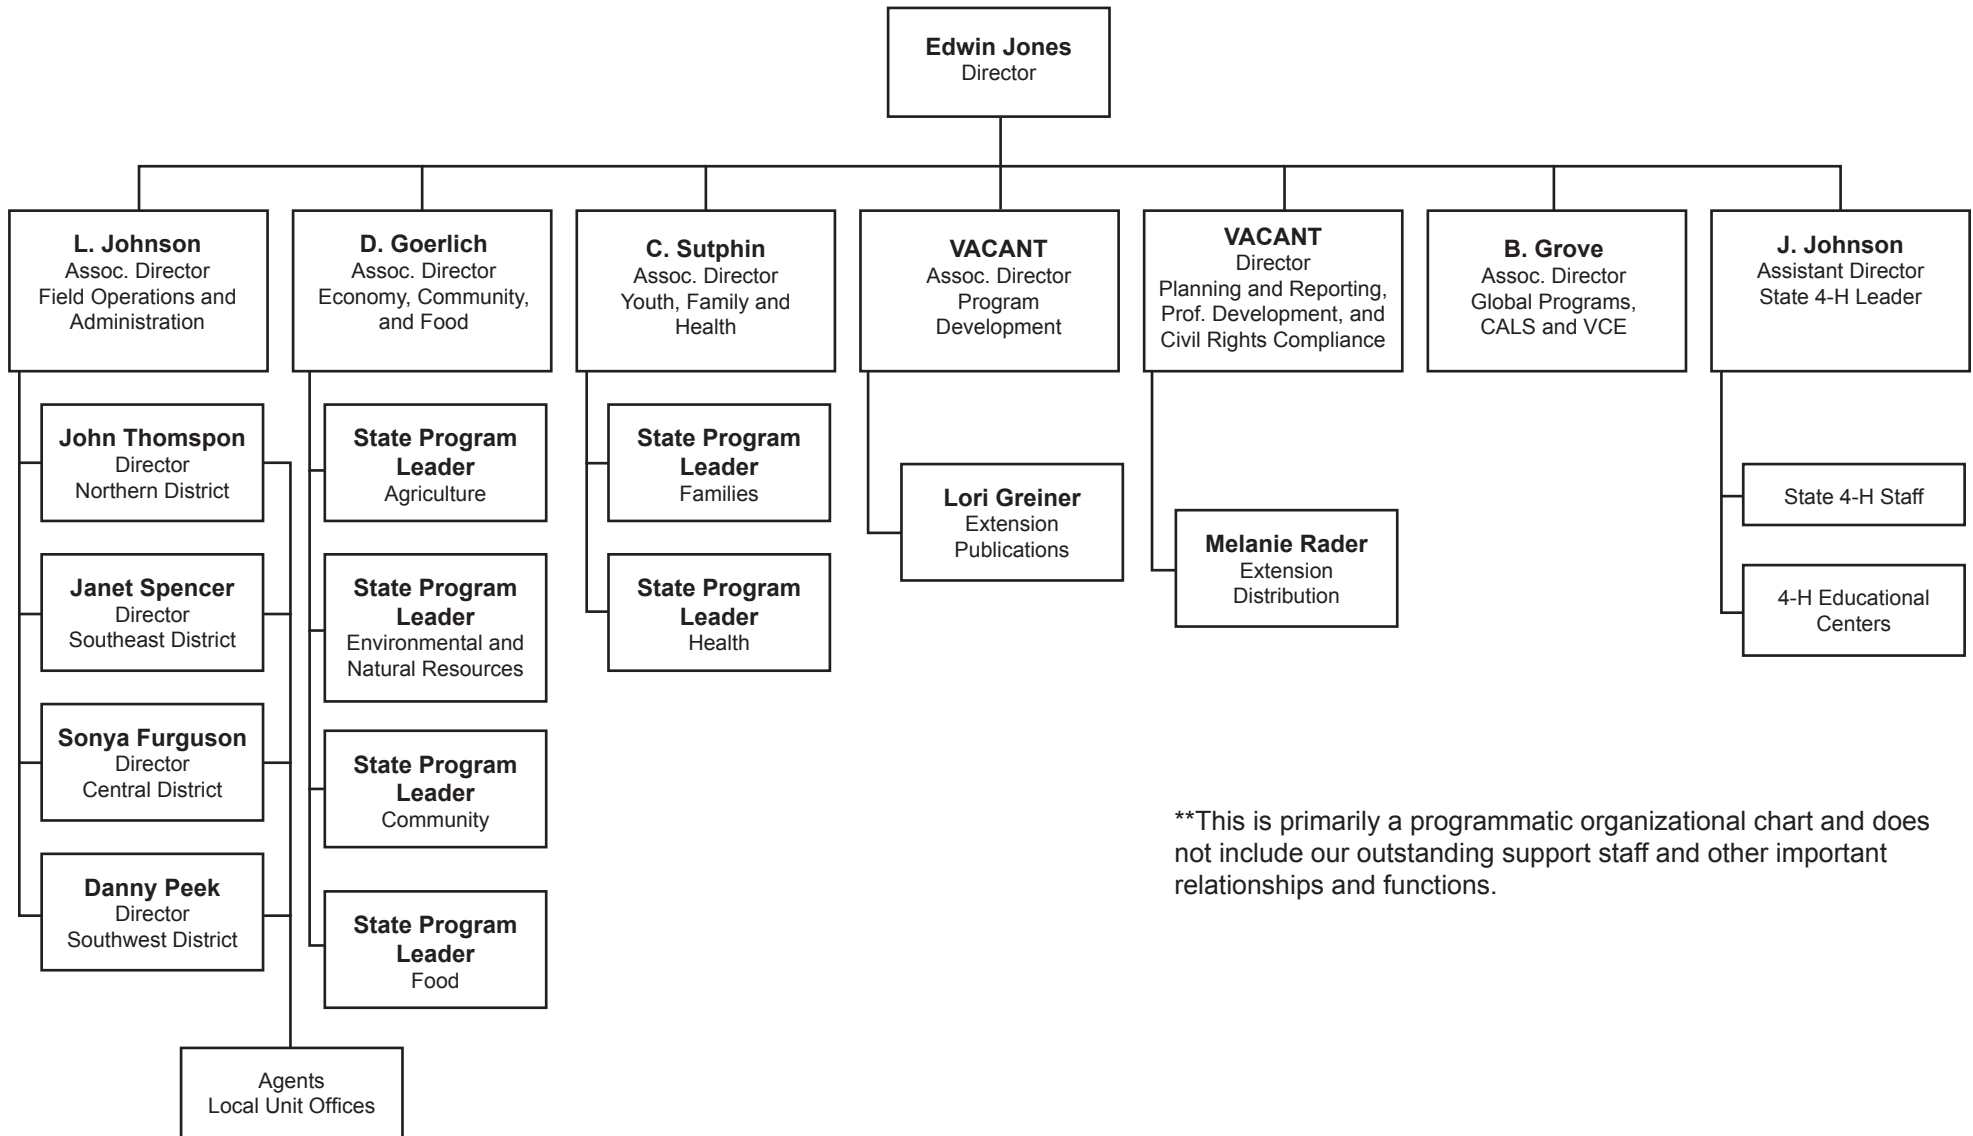 Edwin Jones
Director
L. Johnson
Assoc. Director
Field Operations and
Administration
D. Goerlich
Assoc. Director
Economy, Community,
and Food
C. Sutphin
Assoc. Director
Youth, Family and
Health
VACANT
Assoc. Director
Program
Development
VACANT
Director
Planning and Reporting,
Prof. Development, and
Civil Rights Compliance
B. Grove
Assoc. Director
Global Programs,
CALS and VCE
J. Johnson
Assistant Director
State 4-H Leader
John Thomspon
Director
Northern District
Janet Spencer
Director
Southeast District
Sonya Furguson
Director
Central District
Danny Peek
Director
Southwest District
Agents
Local Unit Offices
State Program
Leader
Agriculture
State Program
Leader
Environmental and
Natural Resources
State Program
Leader
Community
State Program
Leader
Food
State Program
Leader
Families
State Program
Leader
Health
Lori Greiner
Extension
Publications
Melanie Rader
Extension
Distribution
State 4-H Staff
4-H Educational
Centers
**This is primarily a programmatic organizational chart and does
not include our outstanding support staff and other important
relationships and functions.